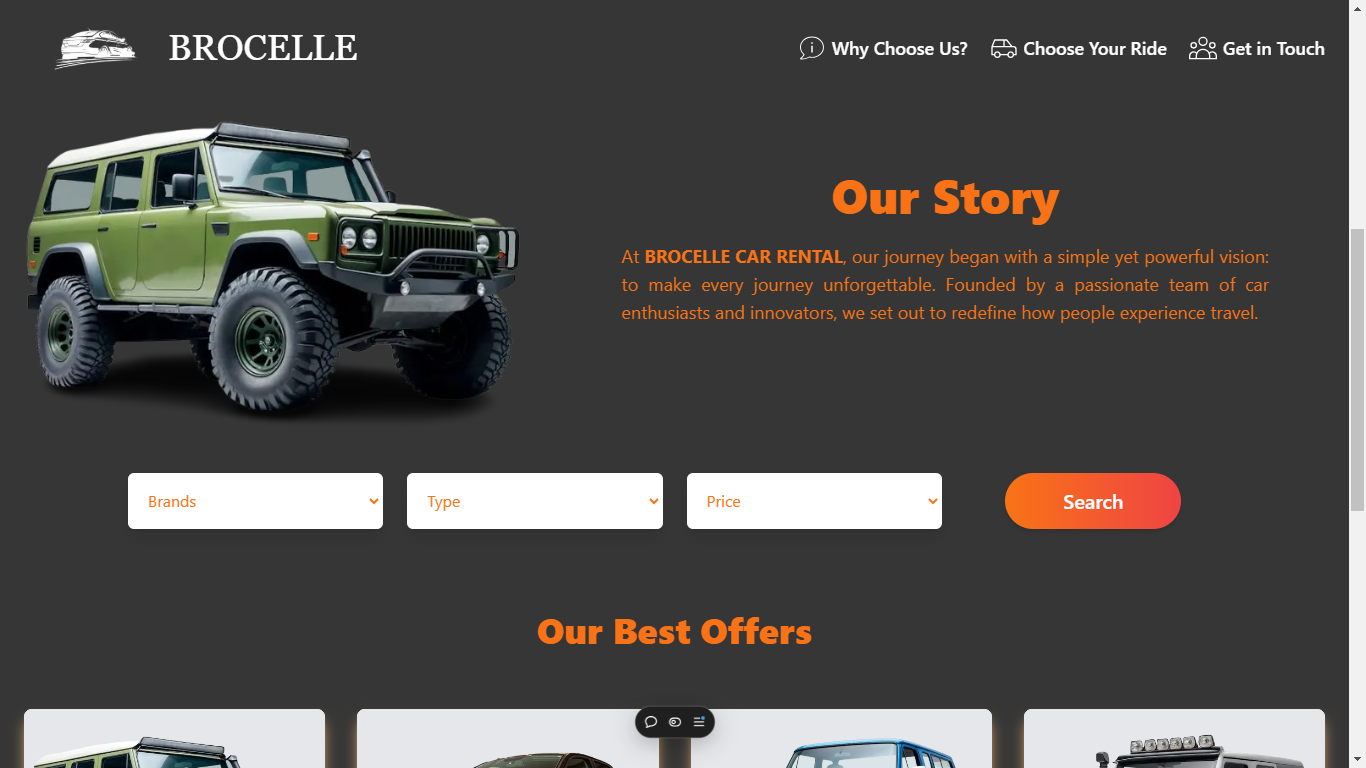 BROCELLE
Why Choose Us?
Choose Your Ride
Get in Touch
Our Story
At BROCELLE CAR RENTAL, our journey began with a simple yet powerful vision:
to make every journey unforgettable. Founded by a passionate team of car
enthusiasts and innovators, we set out to redefine how people experience travel.
Brands
Type
Price
Search
Our Best Offers